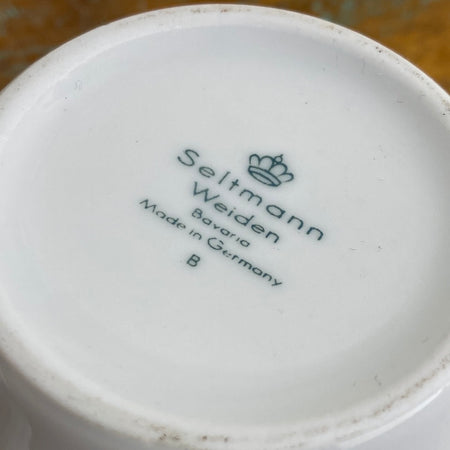 Seltmann
Weiden
Bavaria
Made in Germany
B